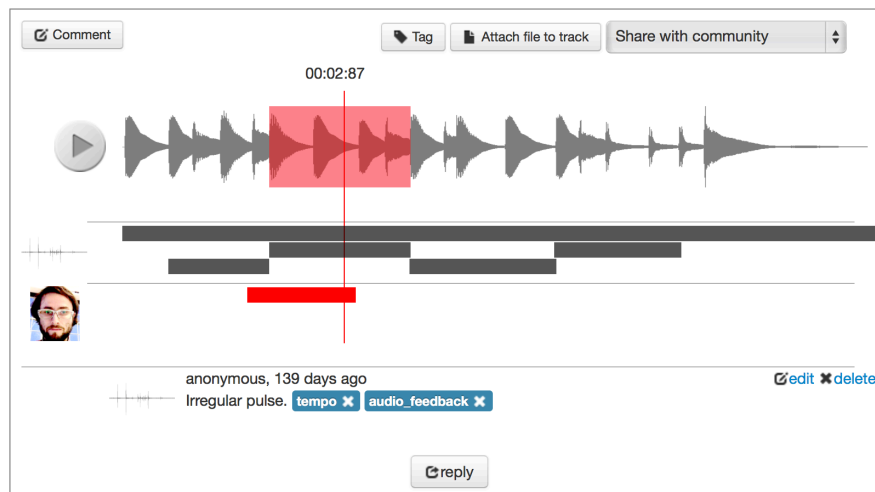 Comment
Tag
Attach file to track
Share with community
00:02:87
anonymous, 139 days ago
edit delete
Irregular pulse. tempo audio_feedback
reply